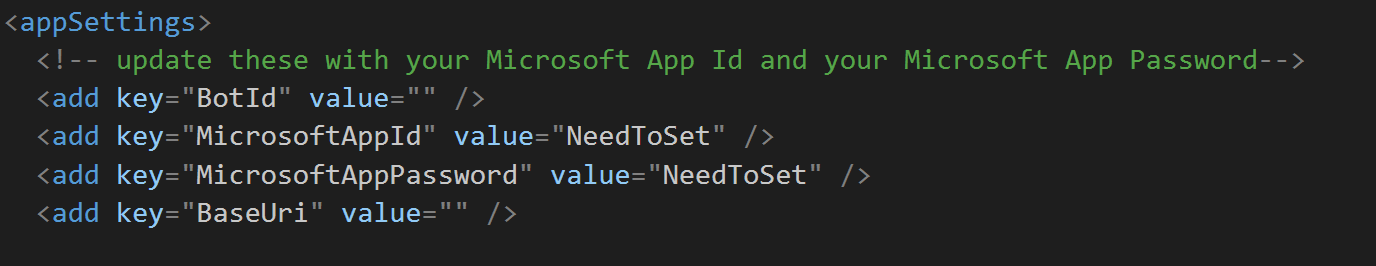 <appSettings>
<!-- update these with your Microsoft App Id and your Microsoft App Password-->
<add key="BotId" value="" />
<add key="MicrosoftAppId" value="NeedToSet" />
<add key="MicrosoftAppPassword" value="NeedToSet" />
<add key="BaseUri" value="" />